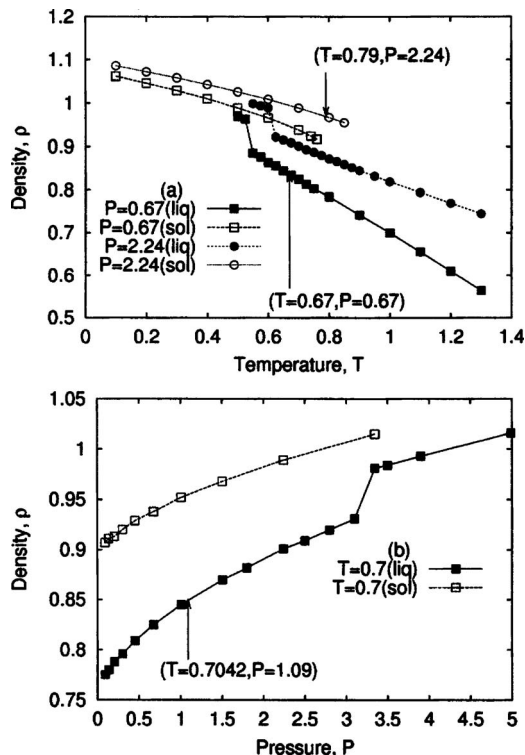 1.2
1.1
1
0.9
0.8
0.7
0.6
0.5
Density, ρ
(T=0.79,P=2.24)
(a)
P=0.67(liq)
P=0.67(sol)
P=2.24(liq)
P=2.24(sol)
(T=0.67,P=0.67)
0 0.2 0.4 0.6 0.8 1 1.2 1.4
Temperature, T
1.05
1
0.95
0.9
0.85
0.8
0.75
Density, ρ
(b)
T=0.7(liq)
T=0.7(sol)
(T=0.7042,P=1.09)
0 0.5 1 1.5 2 2.5 3 3.5 4 4.5 5
Pressure, P